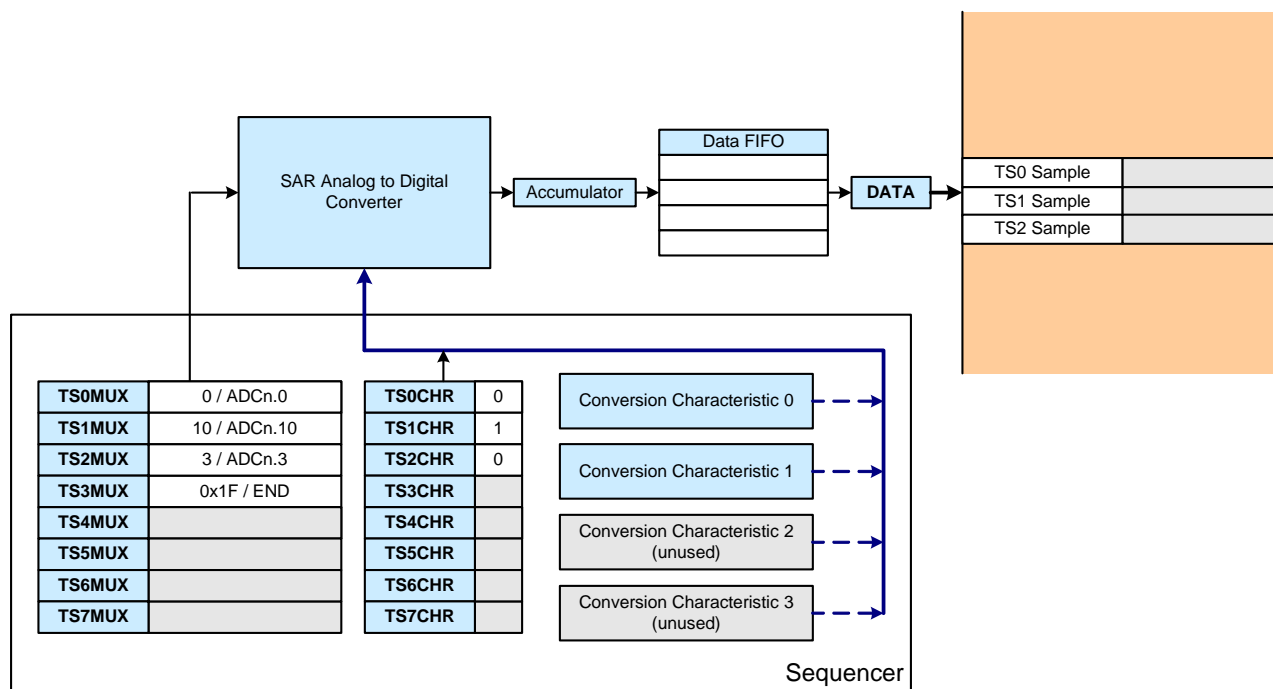 SAR Analog to Digital
Converter
Accumulator
Data FIFO
DATA
TS0 Sample
TS1 Sample
TS2 Sample
TS0MUX 0 / ADCn.0
TS1MUX 10 / ADCn.10
TS2MUX 3 / ADCn.3
TS3MUX 0x1F / END
TS4MUX
TS5MUX
TS6MUX
TS7MUX
TS0CHR 0
TS1CHR 1
TS2CHR 0
TS3CHR
TS4CHR
TS5CHR
TS6CHR
TS7CHR
Conversion Characteristic 0
Conversion Characteristic 1
Conversion Characteristic 2
(unused)
Conversion Characteristic 3
(unused)
Sequencer